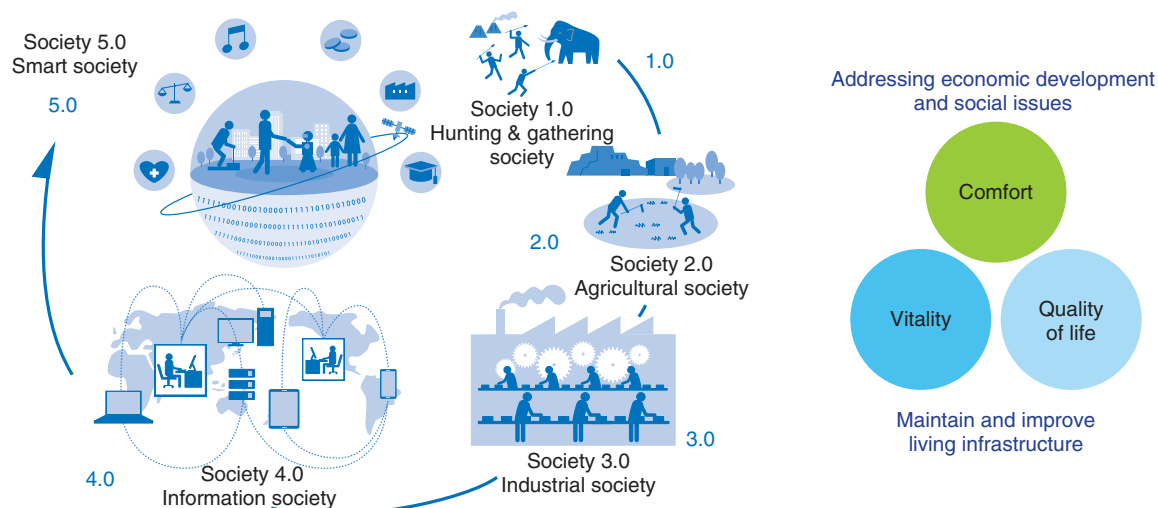 Society 5.0
Smart society
5.0
1.0
Society 1.0
Hunting & gathering
society
2.0
Society 2.0
Agricultural society
3.0
Society 3.0
Industrial society
4.0
Society 4.0
Information society
Addressing economic development
and social issues
Comfort
Vitality
Quality
of life
Maintain and improve
living infrastructure